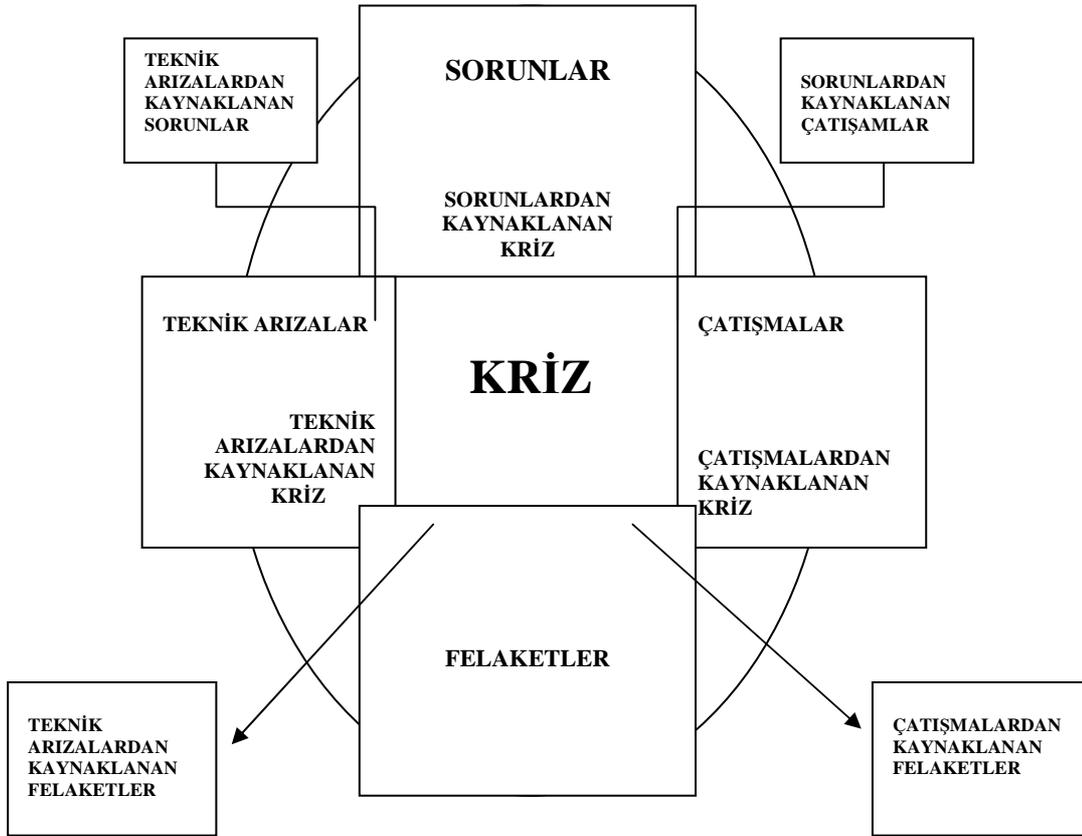 TEKNİK
ARIZALARDAN
KAYNAKLANAN
SORUNLAR
SORUNLAR
SORUNLARDAN
KAYNAKLANAN
ÇATIŞAMLAR
SORUNLARDAN
KAYNAKLANAN
KRİZ
TEKNİK ARIZALAR
KRİZ
ÇATIŞMALAR
TEKNİK
ARIZALARDAN
KAYNAKLANAN
KRİZ
ÇATIŞMALARDAN
KAYNAKLANAN
KRİZ
FELAKETLER
TEKNİK
ARIZALARDAN
KAYNAKLANAN
FELAKETLER
ÇATIŞMALARDAN
KAYNAKLANAN
FELAKETLER